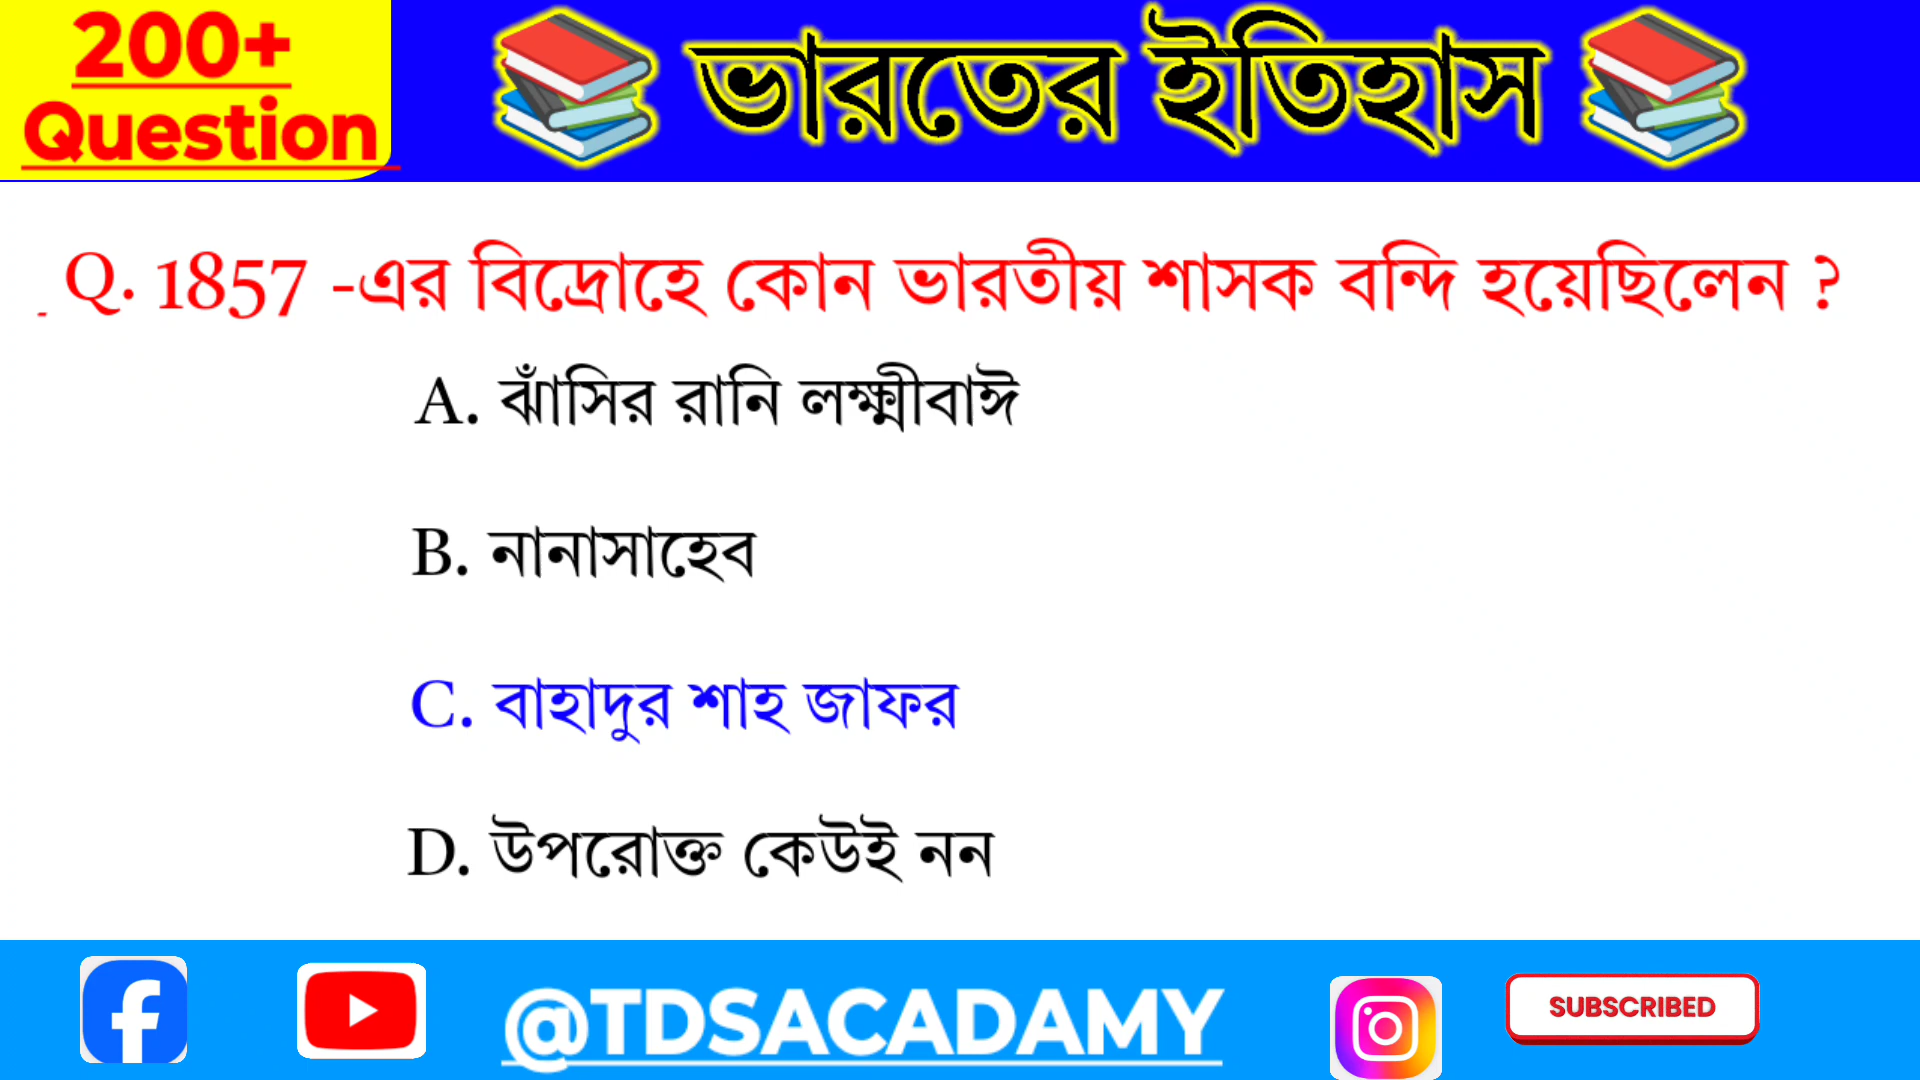 200+
Question
ভারতের ইতিহাস
Q. 1857 -এর বিদ্রোহে কোন ভারতীয় শাসক বন্দি হয়েছিলেন ?
A. ঝাঁসির রানি লক্ষ্মীবাঈ
B. নানাসাহেব
C. বাহাদুর শাহ জাফর
D. উপরোক্ত কেউই নন
@TDSACADAMY
SUBSCRIBED